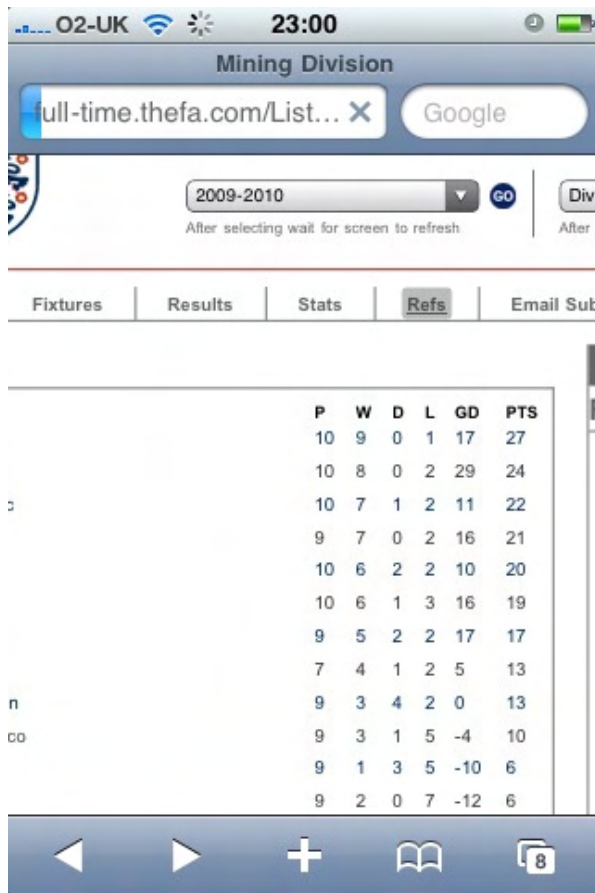 O2-UK 23:00
Mining Division
full-time.thefa.com/List... Google
2009-2010 GO Div
After selecting wait for screen to refresh After
Fixtures Results Stats Refs Email Sub
P W D L GD PTS
10 9 0 1 17 27
10 8 0 2 29 24
c 10 7 1 2 11 22
9 7 0 2 16 21
10 6 2 2 10 20
10 6 1 3 16 19
9 5 2 2 17 17
7 4 1 2 5 13
n 9 3 4 2 0 13
co 9 3 1 5 -4 10
9 1 3 5 -10 6
9 2 0 7 -12 6
8